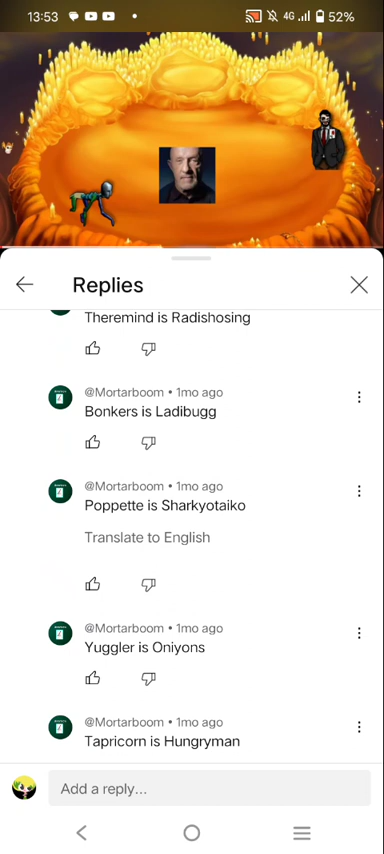 13:53
4G
52%
Replies
Theremind is Radishosing
@Mortarboom • 1mo ago
Bonkers is Ladibugg
@Mortarboom • 1mo ago
Poppette is Sharkyotaiko
Translate to English
@Mortarboom • 1mo ago
Yuggler is Oniyons
@Mortarboom • 1mo ago
Tapricorn is Hungryman
Add a reply...